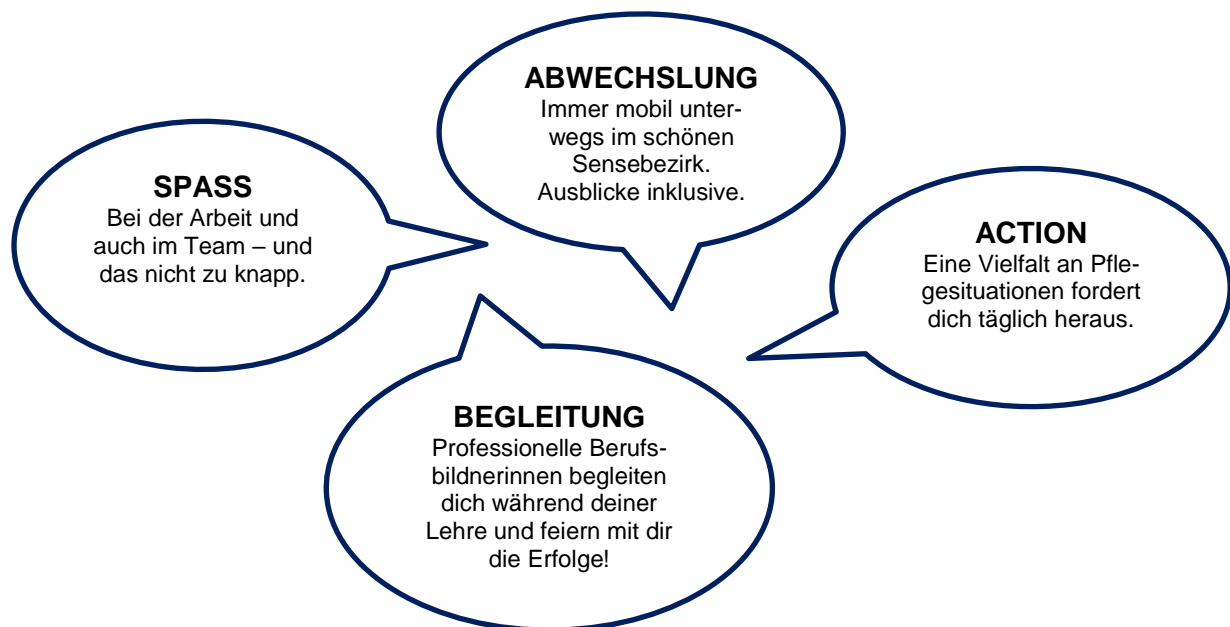 ABWECHSLUNG
Immer mobil unter-
wegs im schönen
Sensebezirk.
Ausblicke inklusive.
SPASS
Bei der Arbeit und
auch im Team – und
das nicht zu knapp.
ACTION
Eine Vielfalt an Pfle-
gesituationen fordert
dich täglich heraus.
BEGLEITUNG
Professionelle Berufs-
bildnerinnen begleiten
dich während deiner
Lehre und feiern mit dir
die Erfolge!